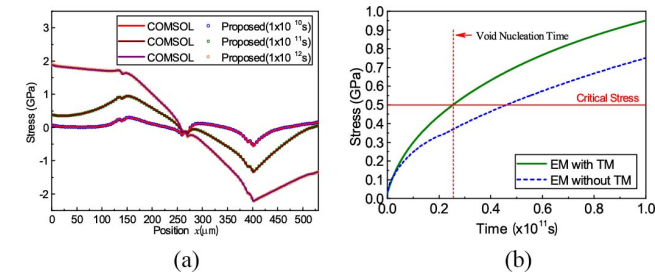 (a)
3
2
1
0
-1
-2
Stress (GPa)
COMSOL Proposed(1x10 10s)
COMSOL Proposed(1x10 11s)
COMSOL Proposed(1x10 12s)
0 50 100 150 200 250 300 350 400 450 500
Position x(μm)
(a)
b)
1.0
0.9
0.8
0.7
0.6
0.5
0.4
0.3
0.2
0.1
0.0
Stress (GPa)
Void Nucleation Time
Critical Stress
EM with TM
EM without TM
0.0 0.2 0.4 0.6 0.8 1.0
Time (x10¹¹s)
(b)